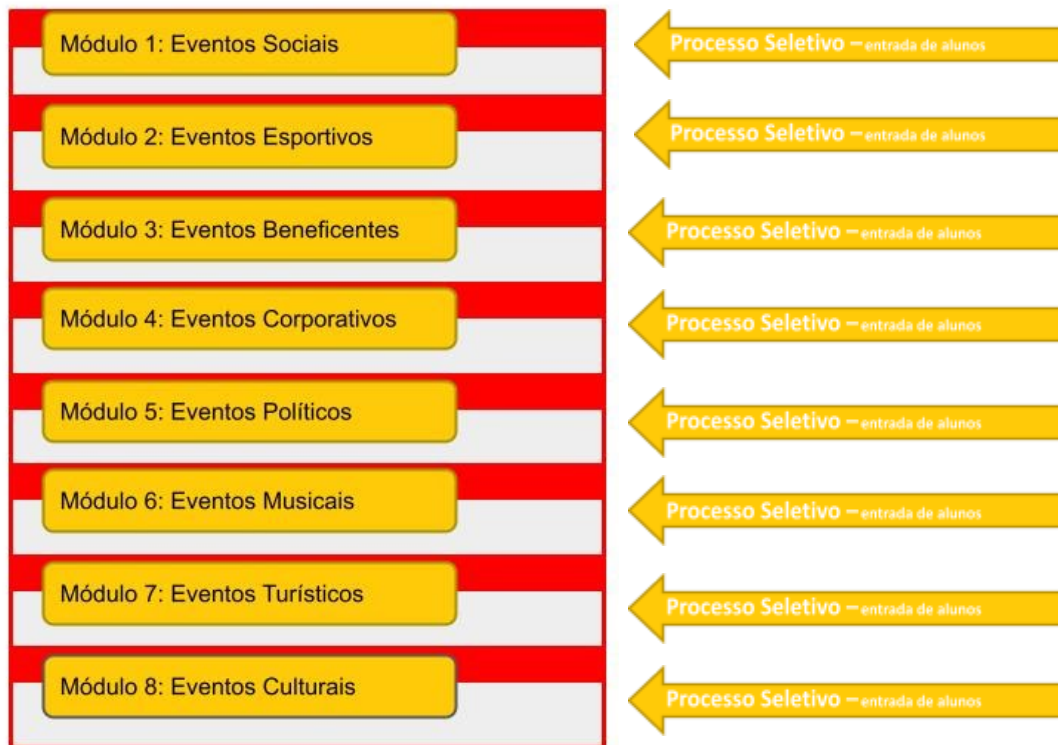 Módulo 1: Eventos Sociais
Processo Seletivo – entrada de alunos
Módulo 2: Eventos Esportivos
Processo Seletivo – entrada de alunos
Módulo 3: Eventos Beneficentes
Processo Seletivo – entrada de alunos
Módulo 4: Eventos Corporativos
Processo Seletivo – entrada de alunos
Módulo 5: Eventos Políticos
Processo Seletivo – entrada de alunos
Módulo 6: Eventos Musicais
Processo Seletivo – entrada de alunos
Módulo 7: Eventos Turísticos
Processo Seletivo – entrada de alunos
Módulo 8: Eventos Culturais
Processo Seletivo – entrada de alunos